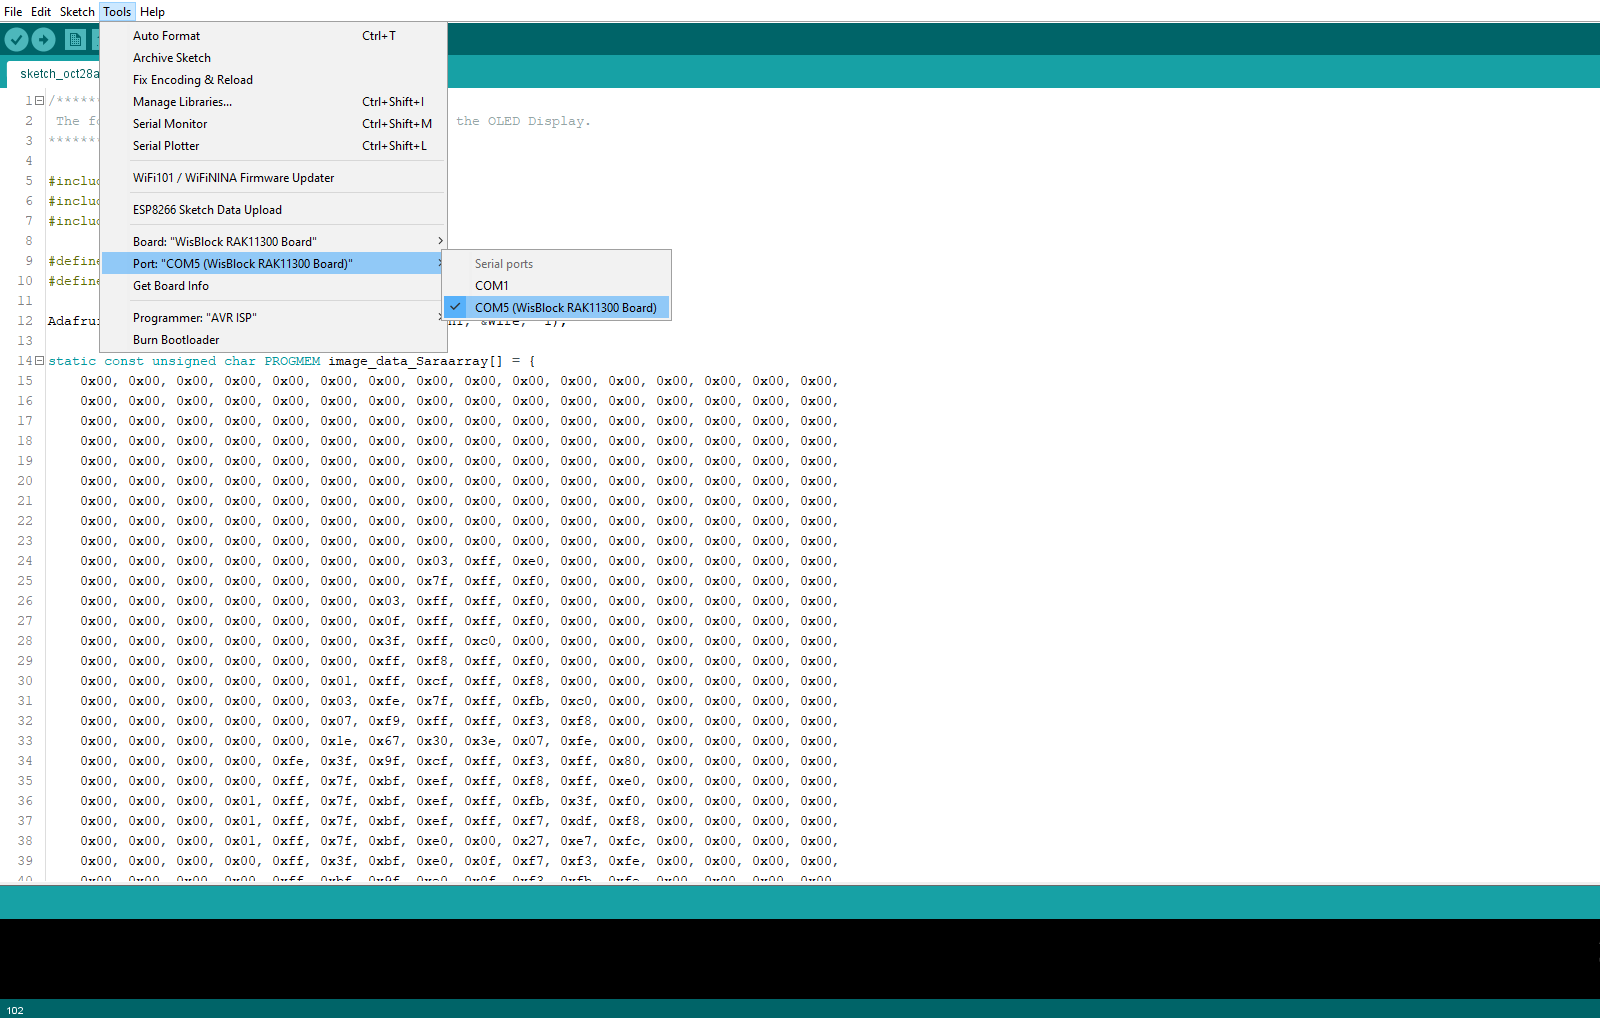 File Edit Sketch Tools Help
Auto Format Ctrl+T
Archive Sketch
Fix Encoding & Reload
Manage Libraries... Ctrl+Shift+I
Serial Monitor Ctrl+Shift+M
Serial Plotter Ctrl+Shift+L
WiFi101 / WiFiNINA Firmware Updater
ESP8266 Sketch Data Upload
Board: "WisBlock RAK11300 Board"
Port: "COM5 (WisBlock RAK11300 Board)"
Get Board Info
Programmer: "AVR ISP"
Burn Bootloader
Serial ports
COM1
COM5 (WisBlock RAK11300 Board)
sketch_oct28a
1 /******
2 The fo the OLED Display.
3 ******
4
5 #includ
6 #includ
7 #includ
8
9 #define
10 #define
11
12 Adafrui &Wire, -1);
13
14 static const unsigned char PROGMEM image_data_Saraarray[] = {
15 0x00, 0x00, 0x00, 0x00, 0x00, 0x00, 0x00, 0x00, 0x00, 0x00, 0x00, 0x00, 0x00, 0x00, 0x00, 0x00,
16 0x00, 0x00, 0x00, 0x00, 0x00, 0x00, 0x00, 0x00, 0x00, 0x00, 0x00, 0x00, 0x00, 0x00, 0x00, 0x00,
17 0x00, 0x00, 0x00, 0x00, 0x00, 0x00, 0x00, 0x00, 0x00, 0x00, 0x00, 0x00, 0x00, 0x00, 0x00, 0x00,
18 0x00, 0x00, 0x00, 0x00, 0x00, 0x00, 0x00, 0x00, 0x00, 0x00, 0x00, 0x00, 0x00, 0x00, 0x00, 0x00,
19 0x00, 0x00, 0x00, 0x00, 0x00, 0x00, 0x00, 0x00, 0x00, 0x00, 0x00, 0x00, 0x00, 0x00, 0x00, 0x00,
20 0x00, 0x00, 0x00, 0x00, 0x00, 0x00, 0x00, 0x00, 0x00, 0x00, 0x00, 0x00, 0x00, 0x00, 0x00, 0x00,
21 0x00, 0x00, 0x00, 0x00, 0x00, 0x00, 0x00, 0x00, 0x00, 0x00, 0x00, 0x00, 0x00, 0x00, 0x00, 0x00,
22 0x00, 0x00, 0x00, 0x00, 0x00, 0x00, 0x00, 0x00, 0x00, 0x00, 0x00, 0x00, 0x00, 0x00, 0x00, 0x00,
23 0x00, 0x00, 0x00, 0x00, 0x00, 0x00, 0x00, 0x00, 0x00, 0x00, 0x00, 0x00, 0x00, 0x00, 0x00, 0x00,
24 0x00, 0x00, 0x00, 0x00, 0x00, 0x00, 0x00, 0x03, 0xff, 0xe0, 0x00, 0x00, 0x00, 0x00, 0x00, 0x00,
25 0x00, 0x00, 0x00, 0x00, 0x00, 0x00, 0x00, 0x7f, 0xff, 0xf0, 0x00, 0x00, 0x00, 0x00, 0x00, 0x00,
26 0x00, 0x00, 0x00, 0x00, 0x00, 0x00, 0x03, 0xff, 0xff, 0xf0, 0x00, 0x00, 0x00, 0x00, 0x00, 0x00,
27 0x00, 0x00, 0x00, 0x00, 0x00, 0x00, 0x0f, 0xff, 0xff, 0xf0, 0x00, 0x00, 0x00, 0x00, 0x00, 0x00,
28 0x00, 0x00, 0x00, 0x00, 0x00, 0x00, 0x3f, 0xff, 0xc0, 0x00, 0x00, 0x00, 0x00, 0x00, 0x00, 0x00,
29 0x00, 0x00, 0x00, 0x00, 0x00, 0x00, 0xff, 0xf8, 0xff, 0xf0, 0x00, 0x00, 0x00, 0x00, 0x00, 0x00,
30 0x00, 0x00, 0x00, 0x00, 0x00, 0x01, 0xff, 0xcf, 0xff, 0xf8, 0x00, 0x00, 0x00, 0x00, 0x00, 0x00,
31 0x00, 0x00, 0x00, 0x00, 0x00, 0x03, 0xfe, 0x7f, 0xff, 0xfb, 0xc0, 0x00, 0x00, 0x00, 0x00, 0x00,
32 0x00, 0x00, 0x00, 0x00, 0x00, 0x07, 0xf9, 0xff, 0xff, 0xf3, 0xf8, 0x00, 0x00, 0x00, 0x00, 0x00,
33 0x00, 0x00, 0x00, 0x00, 0x00, 0x1e, 0x67, 0x30, 0x3e, 0x07, 0xfe, 0x00, 0x00, 0x00, 0x00, 0x00,
34 0x00, 0x00, 0x00, 0x00, 0xfe, 0x3f, 0x9f, 0xcf, 0xff, 0xf3, 0xff, 0x80, 0x00, 0x00, 0x00, 0x00,
35 0x00, 0x00, 0x00, 0x00, 0xff, 0x7f, 0xbf, 0xef, 0xff, 0xf8, 0xff, 0xe0, 0x00, 0x00, 0x00, 0x00,
36 0x00, 0x00, 0x00, 0x01, 0xff, 0x7f, 0xbf, 0xef, 0xff, 0xfb, 0x3f, 0xf0, 0x00, 0x00, 0x00, 0x00,
37 0x00, 0x00, 0x00, 0x01, 0xff, 0x7f, 0xbf, 0xef, 0xff, 0xf7, 0xdf, 0xf8, 0x00, 0x00, 0x00, 0x00,
38 0x00, 0x00, 0x00, 0x01, 0xff, 0x7f, 0xbf, 0xe0, 0x00, 0x27, 0xe7, 0xfc, 0x00, 0x00, 0x00, 0x00,
39 0x00, 0x00, 0x00, 0x00, 0xff, 0x3f, 0xbf, 0xe0, 0x0f, 0xf7, 0xf3, 0xfe, 0x00, 0x00, 0x00, 0x00,
102